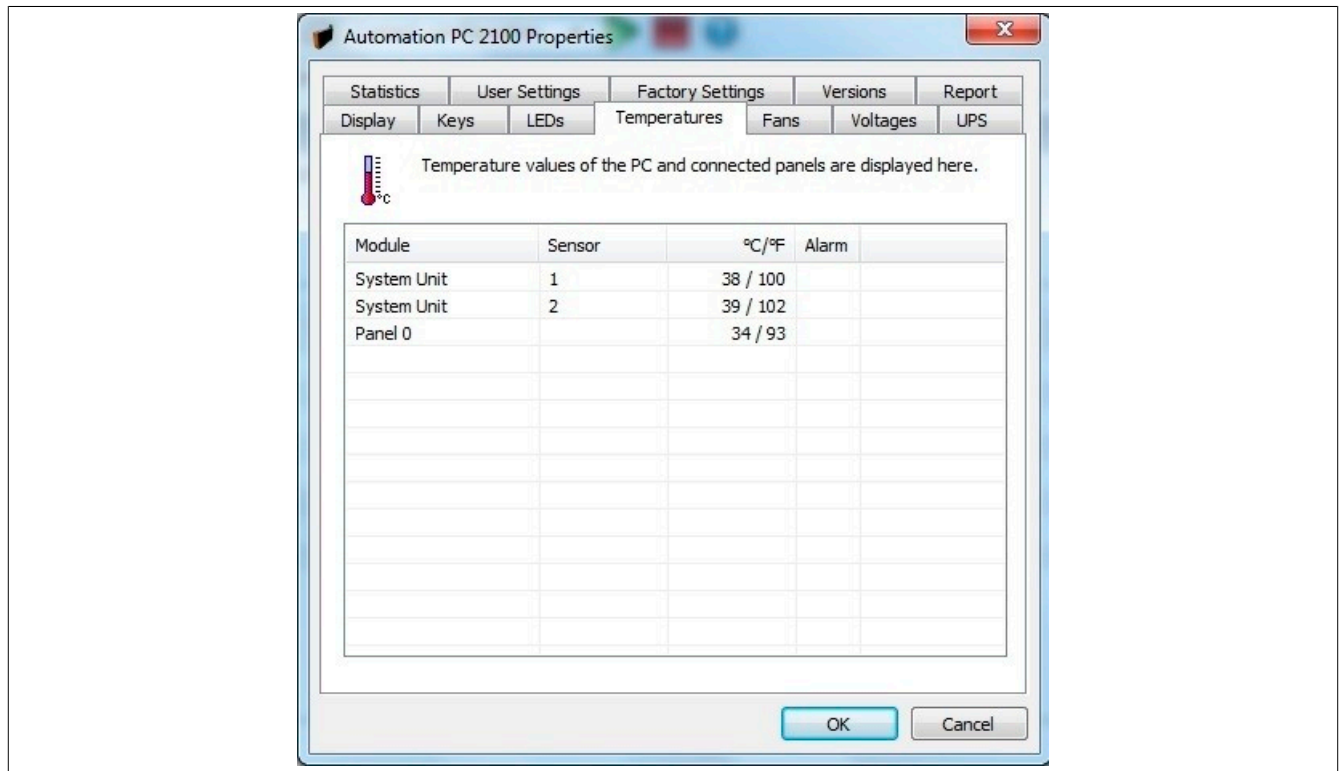 Automation PC 2100 Properties
X
Statistics User Settings Factory Settings Versions Report
Display Keys LEDs Temperatures Fans Voltages UPS
Temperature values of the PC and connected panels are displayed here.
°C
Module Sensor °C/°F Alarm
System Unit 1 38 / 100
System Unit 2 39 / 102
Panel 0 34 / 93
OK Cancel